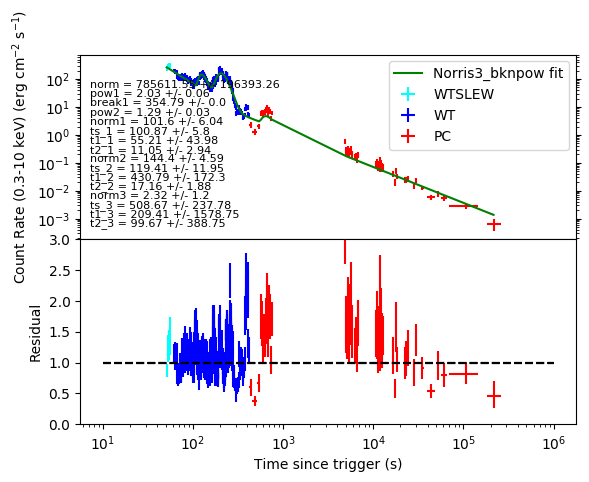 Count Rate (0.3-10 keV) (erg cm⁻² s⁻¹)
10² 10¹ 10⁰ 10⁻¹ 10⁻² 10⁻³
norm = 785611.5 196393.26
pow1 = 2.03 +/- 0.06
break1 = 354.79 +/- 0.0
pow2 = 1.29 +/- 0.03
norm1 = 101.6 +/- 6.04
ts_1 = 100.87 +/- 5.8
t1_1 = 55.21 +/- 43.98
t2_1 = 11.05 +/- 2.94
norm2 = 144.4 +/- 4.59
ts_2 = 119.41 +/- 11.95
t1_2 = 430.79 +/- 172.3
t2_2 = 17.16 +/- 1.88
norm3 = 2.32 +/- 1.2
ts_3 = 508.67 +/- 237.78
t1_3 = 209.41 +/- 1578.75
t2_3 = 99.67 +/- 388.75
Norris3_bknpow fit
WTSLEW
WT
PC
Residual
3.0
2.5
2.0
1.5
1.0
0.5
0.0
10¹ 10² 10³ 10⁴ 10⁵ 10⁶
Time since trigger (s)